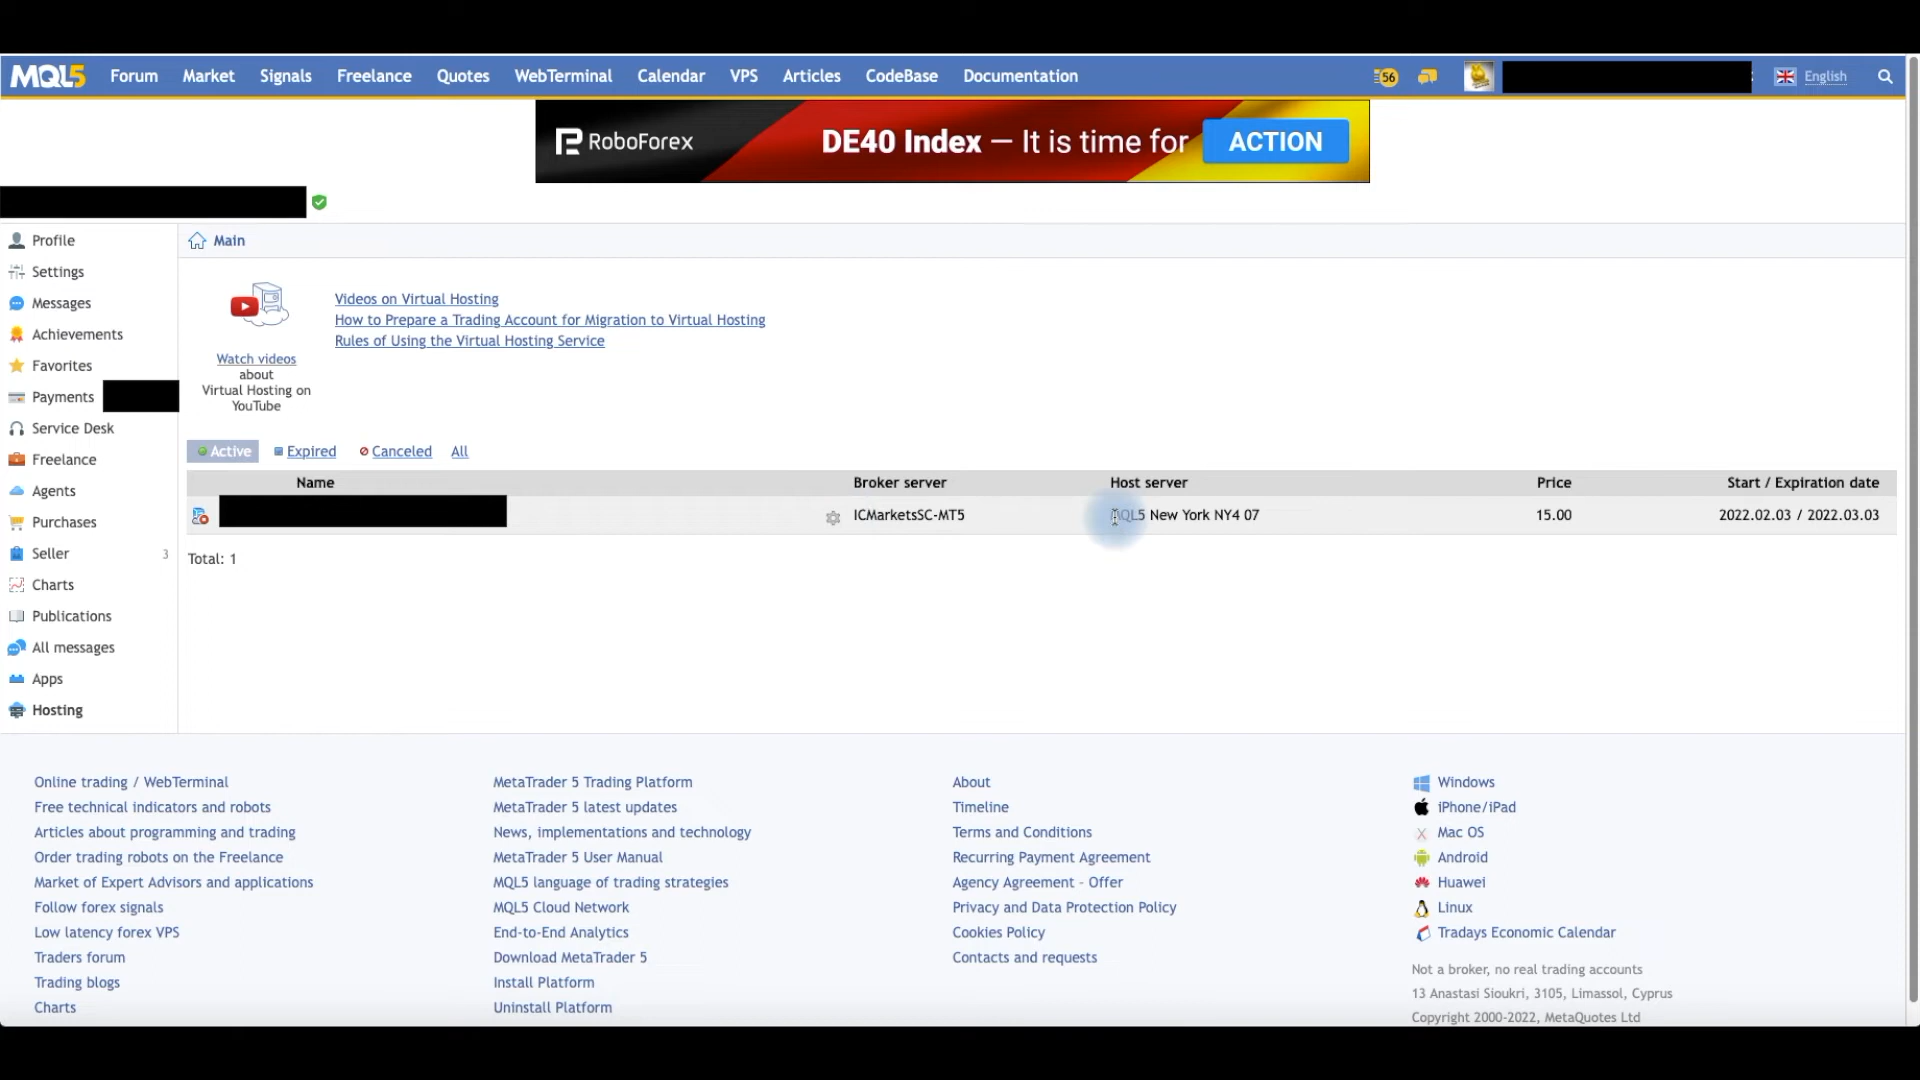 MQL5 Forum Market Signals Freelance Quotes WebTerminal Calendar VPS Articles CodeBase Documentation 56 English
RoboForex DE40 Index — It is time for ACTION
Profile
Settings
Messages
Achievements
Favorites
Payments
Service Desk
Freelance
Agents
Purchases
Seller 3
Charts
Publications
All messages
Apps
Hosting
Main
Watch videos
about
Virtual Hosting on
YouTube
Videos on Virtual Hosting
How to Prepare a Trading Account for Migration to Virtual Hosting
Rules of Using the Virtual Hosting Service
Active Expired Canceled All
Name Broker server Host server Price Start / Expiration date
ICMarketsSC-MT5 MQL5 New York NY4 07 15.00 2022.02.03 / 2022.03.03
Total: 1
Online trading / WebTerminal
Free technical indicators and robots
Articles about programming and trading
Order trading robots on the Freelance
Market of Expert Advisors and applications
Follow forex signals
Low latency forex VPS
Traders forum
Trading blogs
Charts
MetaTrader 5 Trading Platform
MetaTrader 5 latest updates
News, implementations and technology
MetaTrader 5 User Manual
MQL5 language of trading strategies
MQL5 Cloud Network
End-to-End Analytics
Download MetaTrader 5
Install Platform
Uninstall Platform
About
Timeline
Terms and Conditions
Recurring Payment Agreement
Agency Agreement - Offer
Privacy and Data Protection Policy
Cookies Policy
Contacts and requests
Windows
iPhone/iPad
Mac OS
Android
Huawei
Linux
Tradays Economic Calendar
Not a broker, no real trading accounts
13 Anastasi Sioukri, 3105, Limassol, Cyprus
Copyright 2000-2022, MetaQuotes Ltd